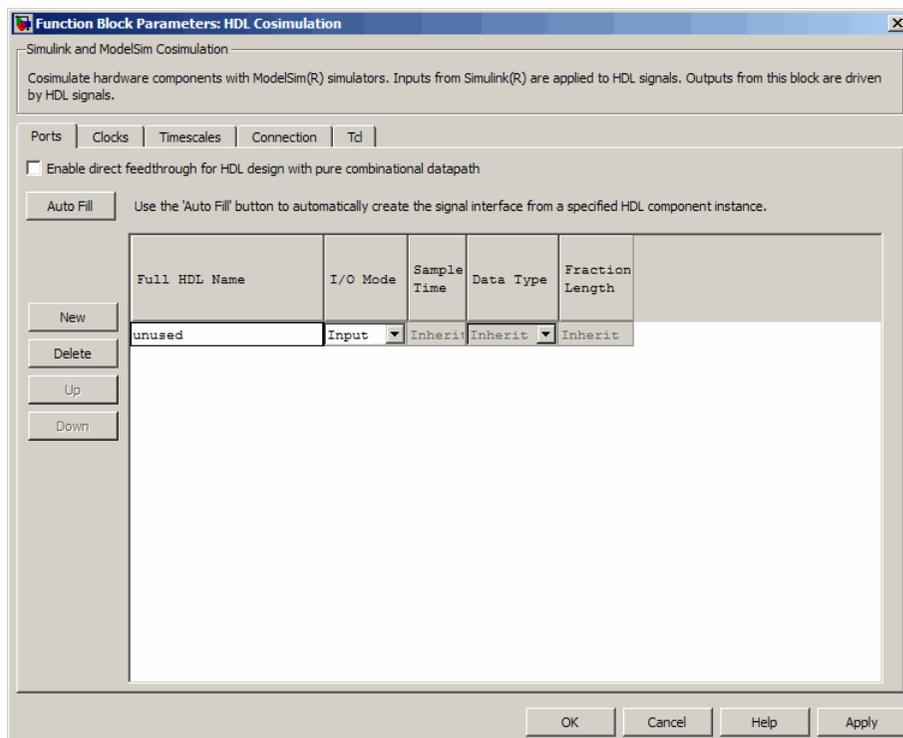 Function Block Parameters: HDL Cosimulation
Simulink and ModelSim Cosimulation
Cosimulate hardware components with ModelSim(R) simulators. Inputs from Simulink(R) are applied to HDL signals. Outputs from this block are driven
by HDL signals.
Ports Clocks Timescales Connection Tcl
Enable direct feedthrough for HDL design with pure combinational datapath
Auto Fill Use the 'Auto Fill' button to automatically create the signal interface from a specified HDL component instance.
Full HDL Name I/O Mode Sample Time Data Type Fraction Length
unused Input Inherit Inherit Inherit
New
Delete
Up
Down
OK Cancel Help Apply